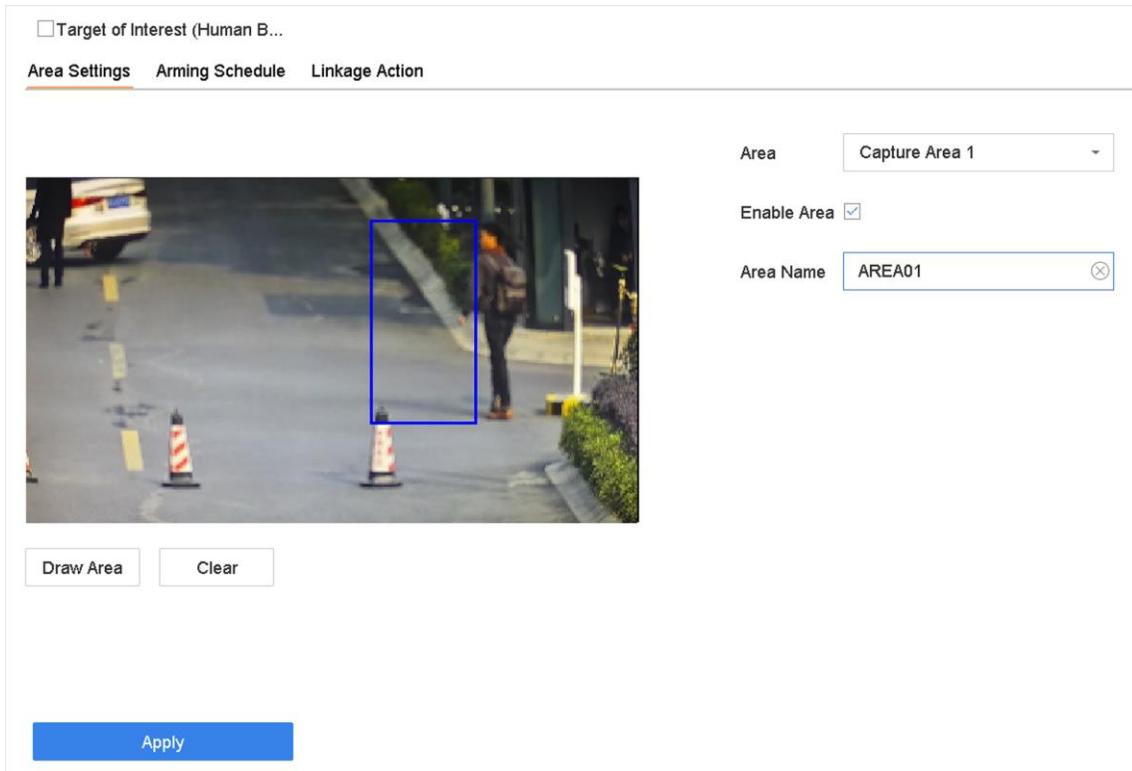 Target of Interest (Human B...
Area Settings Arming Schedule Linkage Action
Area Capture Area 1
Enable Area
Area Name AREA01
Draw Area Clear
Apply